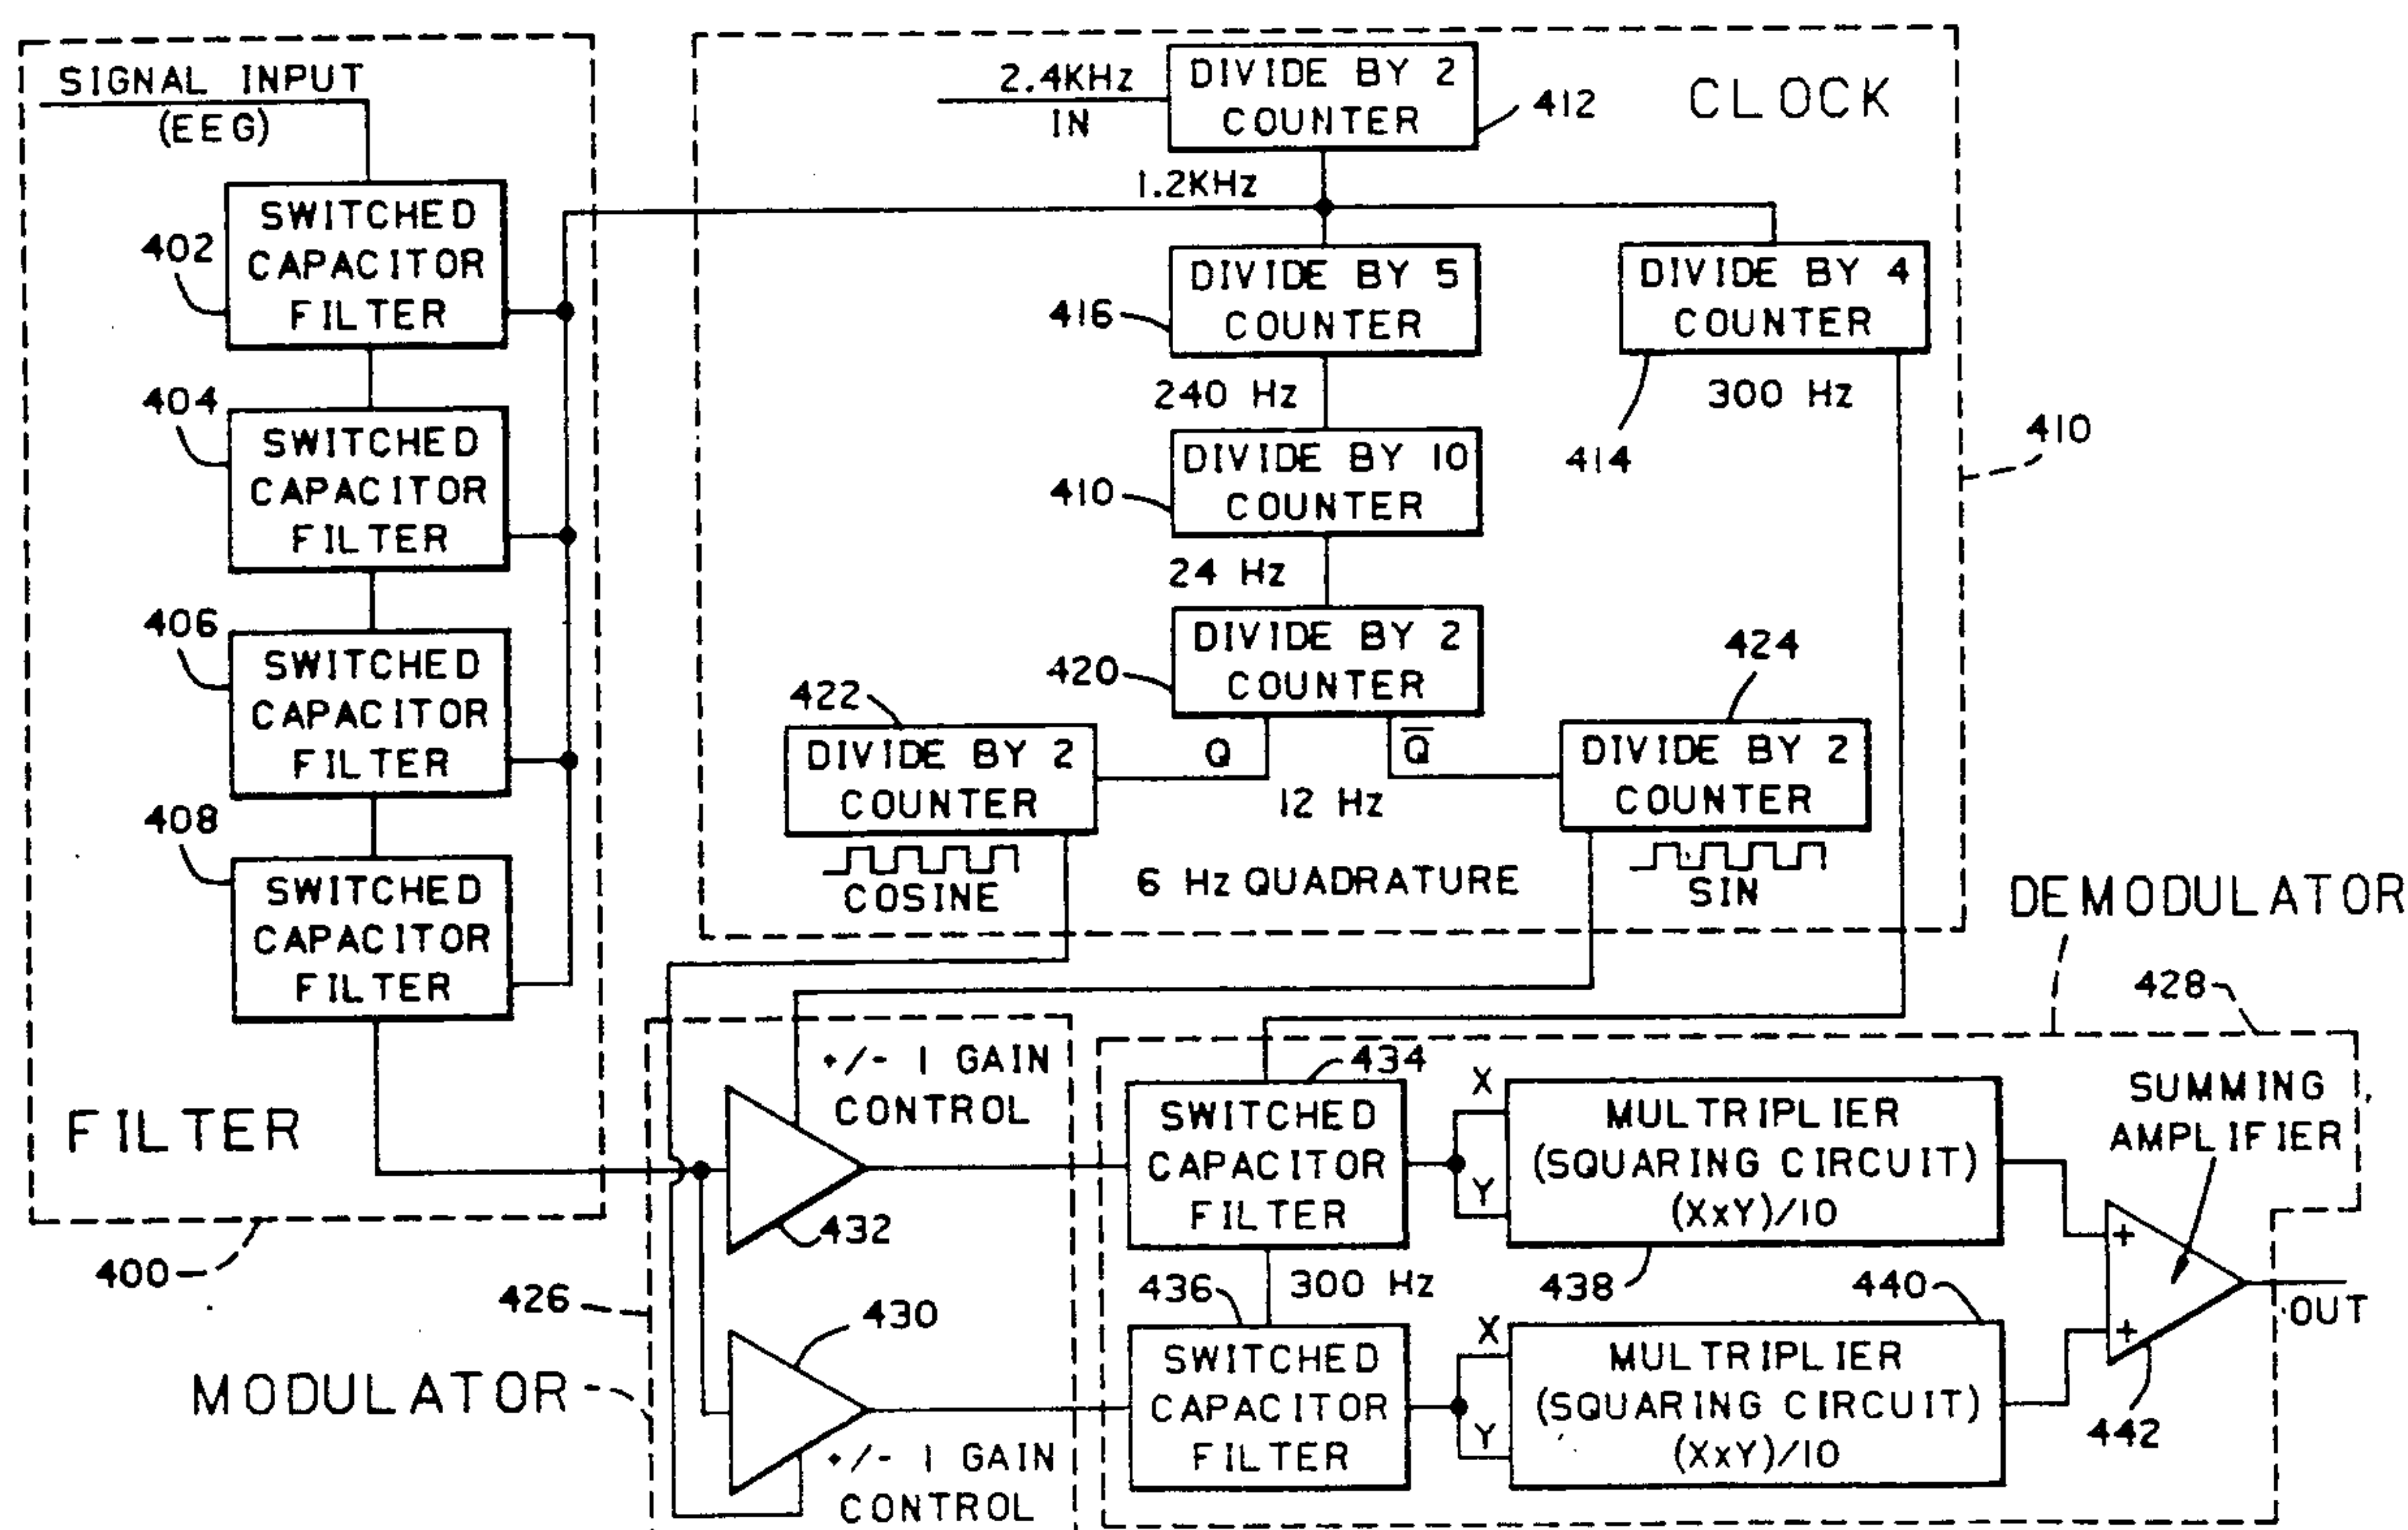 SIGNAL INPUT
(EEG)
SWITCHED
CAPACITOR
FILTER
402
SWITCHED
CAPACITOR
FILTER
404
SWITCHED
CAPACITOR
FILTER
406
SWITCHED
CAPACITOR
FILTER
408
FILTER
400
2.4KHz
IN
DIVIDE BY 2
COUNTER
412
CLOCK
1.2KHz
DIVIDE BY 5
COUNTER
416
DIVIDE BY 4
COUNTER
414
240 Hz
300 Hz
410
DIVIDE BY 10
COUNTER
410
24 Hz
DIVIDE BY 2
COUNTER
420
422
424
DIVIDE BY 2
COUNTER
Q
Q̅
12 Hz
DIVIDE BY 2
COUNTER
COSINE
6 Hz QUADRATURE
SIN
DEMODULATOR
428
+/- 1 GAIN
CONTROL
432
426
MODULATOR
430
+/- 1 GAIN
CONTROL
434
SWITCHED
CAPACITOR
FILTER
X
Y
MULTRIPLIER
(SQUARING CIRCUIT)
(XxY)/10
438
SUMMING
AMPLIFIER
436
300 Hz
SWITCHED
CAPACITOR
FILTER
X
Y
440
MULTRIPLIER
(SQUARING CIRCUIT)
(XxY)/10
+
+
OUT
442